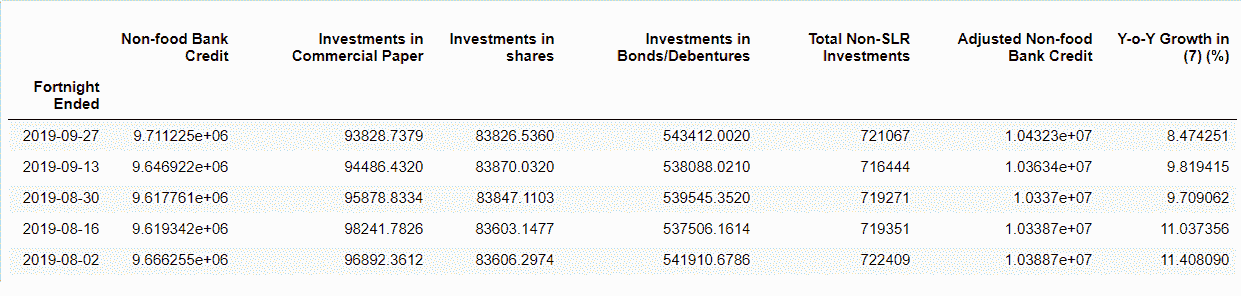 Non-food Bank Credit Investments in Commercial Paper Investments in shares Investments in Bonds/Debentures Total Non-SLR Investments Adjusted Non-food Bank Credit Y-o-Y Growth in (7) (%)
Fortnight Ended
2019-09-27 9.711225e+06 93828.7379 83826.5360 543412.0020 721067 1.04323e+07 8.474251
2019-09-13 9.646922e+06 94486.4320 83870.0320 538088.0210 716444 1.03634e+07 9.819415
2019-08-30 9.617761e+06 95878.8334 83847.1103 539545.3520 719271 1.0337e+07 9.709062
2019-08-16 9.619342e+06 98241.7826 83603.1477 537506.1614 719351 1.03387e+07 11.037356
2019-08-02 9.666255e+06 96892.3612 83606.2974 541910.6786 722409 1.03887e+07 11.408090